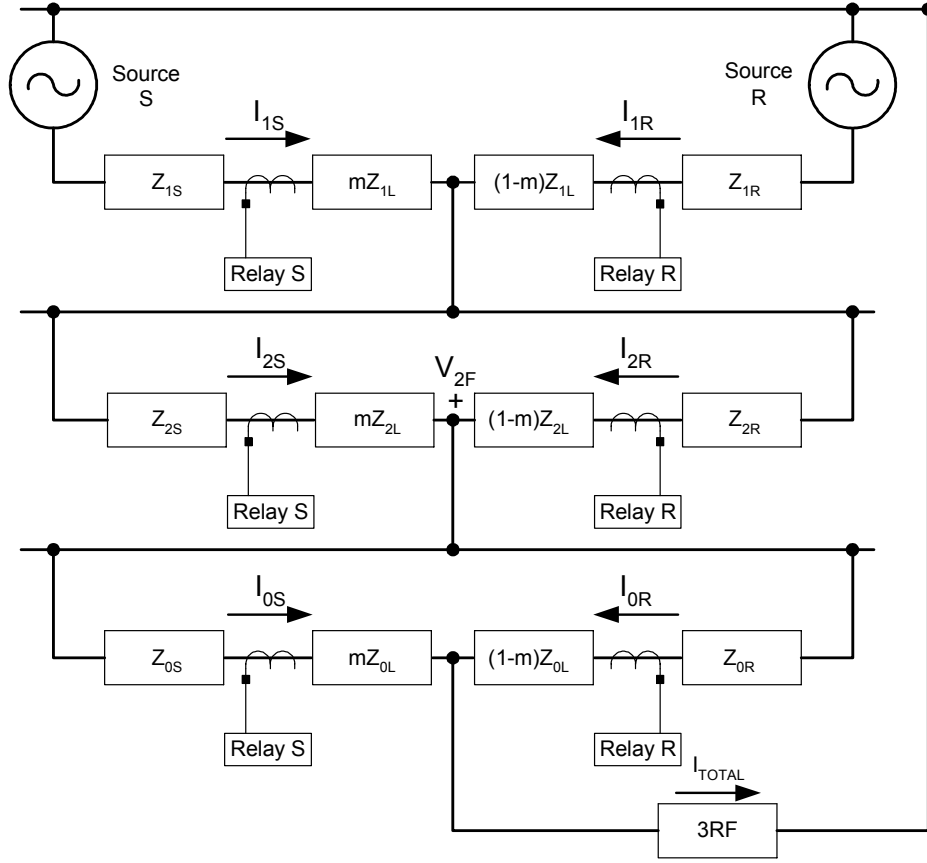 Source
S
Source
R
I1S
I1R
Z1S
mZ1L
(1-m)Z1L
Z1R
Relay S
Relay R
I2S
V2F
+
I2R
Z2S
mZ2L
(1-m)Z2L
Z2R
Relay S
Relay R
I0S
I0R
Z0S
mZ0L
(1-m)Z0L
Z0R
Relay S
Relay R
ITOTAL
3RF